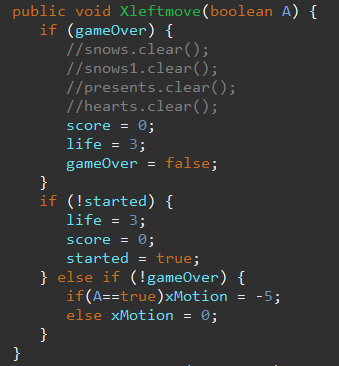 public void Xleftmove(boolean A) {
if (gameOver) {
//snows.clear();
//snows1.clear();
//presents.clear();
//hearts.clear();
score = 0;
life = 3;
gameOver = false;
}
if (!started) {
life = 3;
score = 0;
started = true;
} else if (!gameOver) {
if(A==true)xMotion = -5;
else xMotion = 0;
}
}